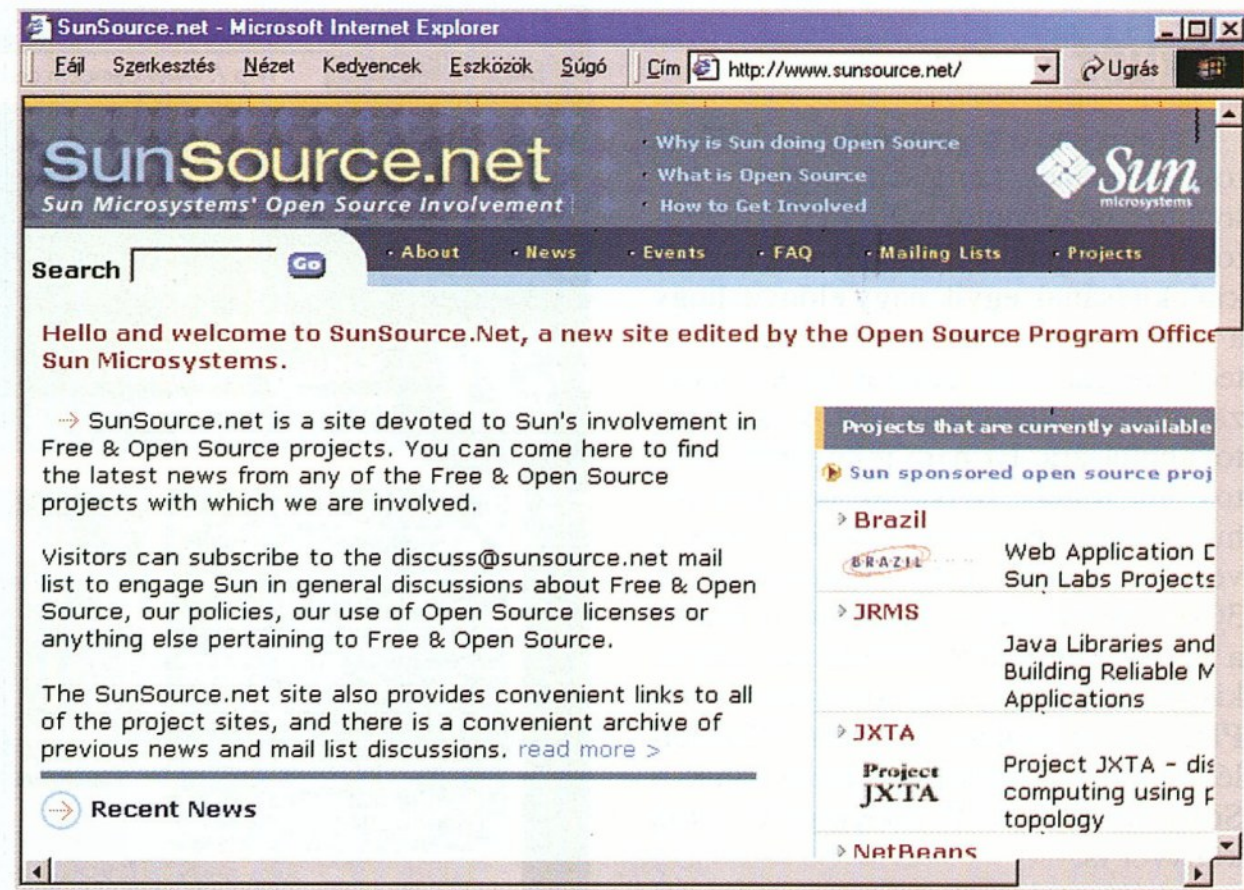 SunSource.net - Microsoft Internet Explorer
Fájl Szerkesztés Nézet Kedvencek Eszközök Súgó Cím http://www.sunsource.net/ Ugrás
SunSource.net
Sun Microsystems' Open Source Involvement
· Why is Sun doing Open Source
· What is Open Source
· How to Get Involved
Sun
microsystems
Search Go
· About · News · Events · FAQ · Mailing Lists · Projects
Hello and welcome to SunSource.Net, a new site edited by the Open Source Program Office
Sun Microsystems.
SunSource.net is a site devoted to Sun's involvement in
Free & Open Source projects. You can come here to find
the latest news from any of the Free & Open Source
projects with which we are involved.
Visitors can subscribe to the discuss@sunsource.net mail
list to engage Sun in general discussions about Free & Open
Source, our policies, our use of Open Source licenses or
anything else pertaining to Free & Open Source.
The SunSource.net site also provides convenient links to all
of the project sites, and there is a convenient archive of
previous news and mail list discussions. read more >
Recent News
Projects that are currently available
Sun sponsored open source proj
Brazil
BRAZIL
Web Application D
Sun Labs Projects
JRMS
Java Libraries and
Building Reliable M
Applications
JXTA
Project
JXTA
Project JXTA - dis
computing using p
topology
NetBeans